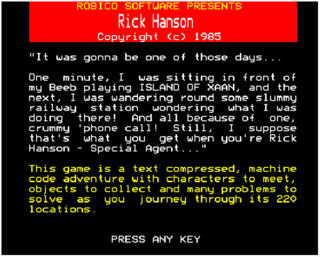 ROBICO SOFTWARE PRESENTS
Rick Hanson
Copyright (c) 1985
"It was gonna be one of those days...
One minute, I was sitting in front of
my Beeb playing ISLAND OF XAAN, and the
next, I was wandering round some slummy
railway station wondering what I was
doing there! And all because of one,
crummy 'phone call! Still, I suppose
that's what you get when you're Rick
Hanson - Special Agent..."
This game is a text compressed, machine
code adventure with characters to meet,
objects to collect and many problems to
solve as you journey through its 220
locations.
PRESS ANY KEY